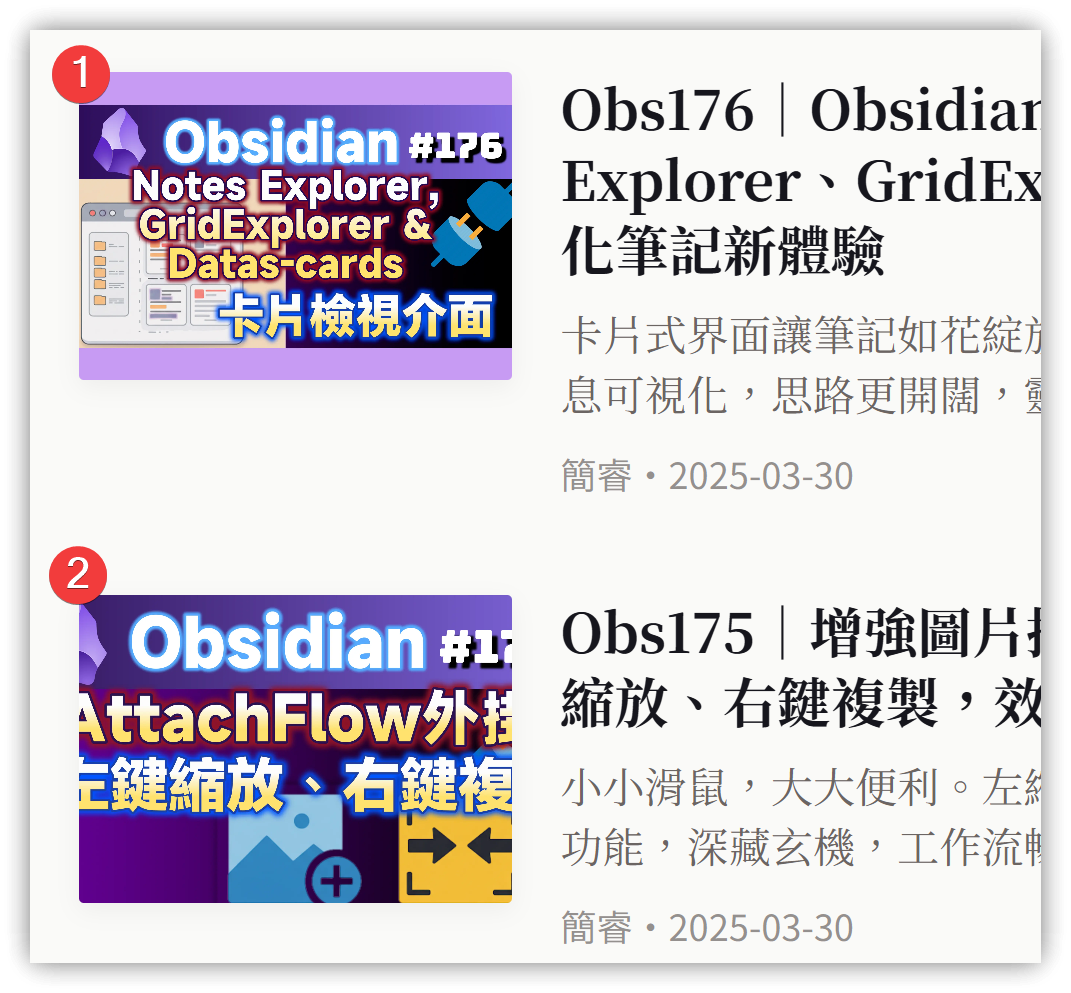 1
Obsidian #176
Notes Explorer,
GridExplorer &
Datas-cards
卡片檢視介面
Obs176｜Obsidian
Explorer、GridEx
化筆記新體驗
卡片式界面讓筆記如花綻放
息可視化，思路更開闊，靈
簡睿・2025-03-30
2
Obsidian #17
AttachFlow外掛
左鍵縮放、右鍵複
Obs175｜增強圖片
縮放、右鍵複製，效
小小滑鼠，大大便利。左縮
功能，深藏玄機，工作流暢
簡睿・2025-03-30